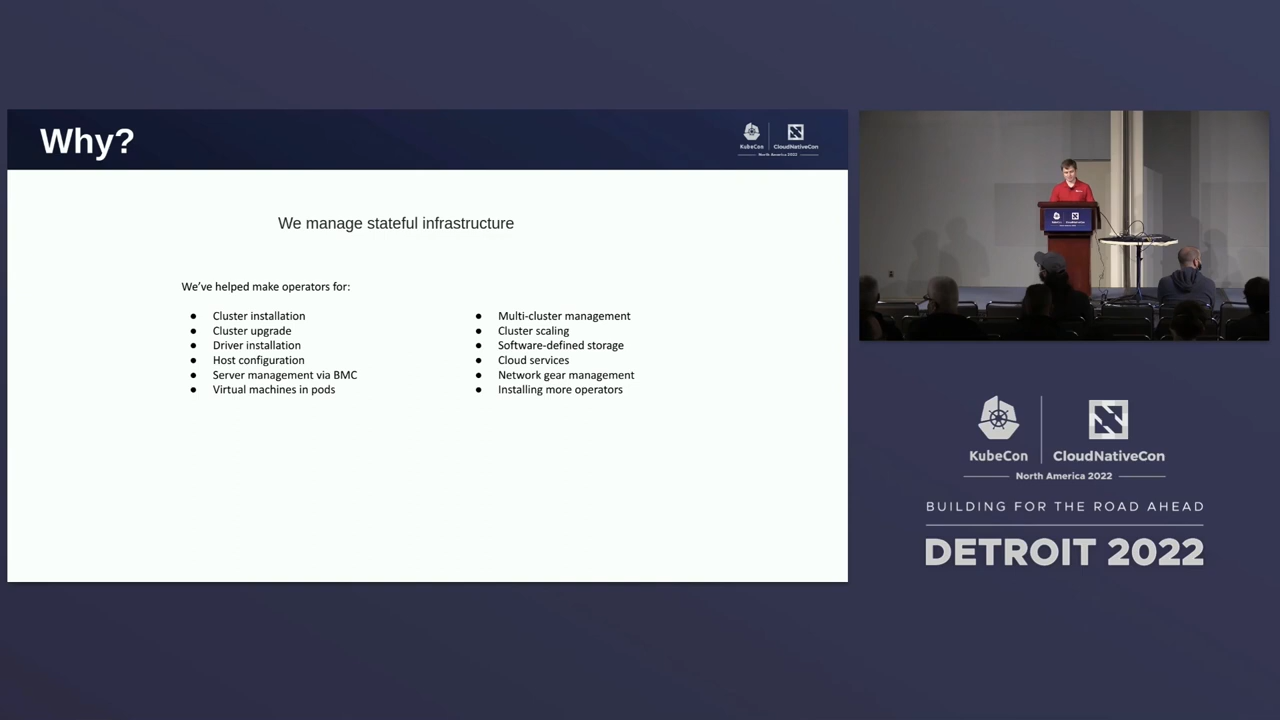 Why?
KubeCon
CloudNativeCon
North America 2022
We manage stateful infrastructure
We've helped make operators for:
● Cluster installation
● Cluster upgrade
● Driver installation
● Host configuration
● Server management via BMC
● Virtual machines in pods
● Multi-cluster management
● Cluster scaling
● Software-defined storage
● Cloud services
● Network gear management
● Installing more operators
KubeCon
CloudNativeCon
North America 2022
BUILDING FOR THE ROAD AHEAD
DETROIT 2022